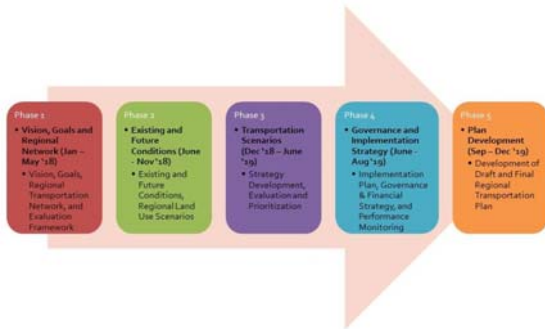 Phase 1
• Vision, Goals and
Regional
Network (Jan –
May '18)
• Vision, Goals,
Regional
Transportation
Network, and
Evaluation
Framework
Phase 2
• Existing and
Future
Conditions (June
- Nov'18)
• Existing and
Future
Conditions,
Regional Land
Use Scenarios
Phase 3
• Transportation
Scenarios
(Dec '18 – June
'19)
• Strategy
Development,
Evaluation and
Prioritization
Phase 4
• Governance and
Implementation
Strategy (June -
Aug'19)
• Implementation
Plan, Governance
& Financial
Strategy, and
Performance
Monitoring
Phase 5
• Plan
Development
(Sep – Dec '19)
• Development of
Draft and Final
Regional
Transportation
Plan